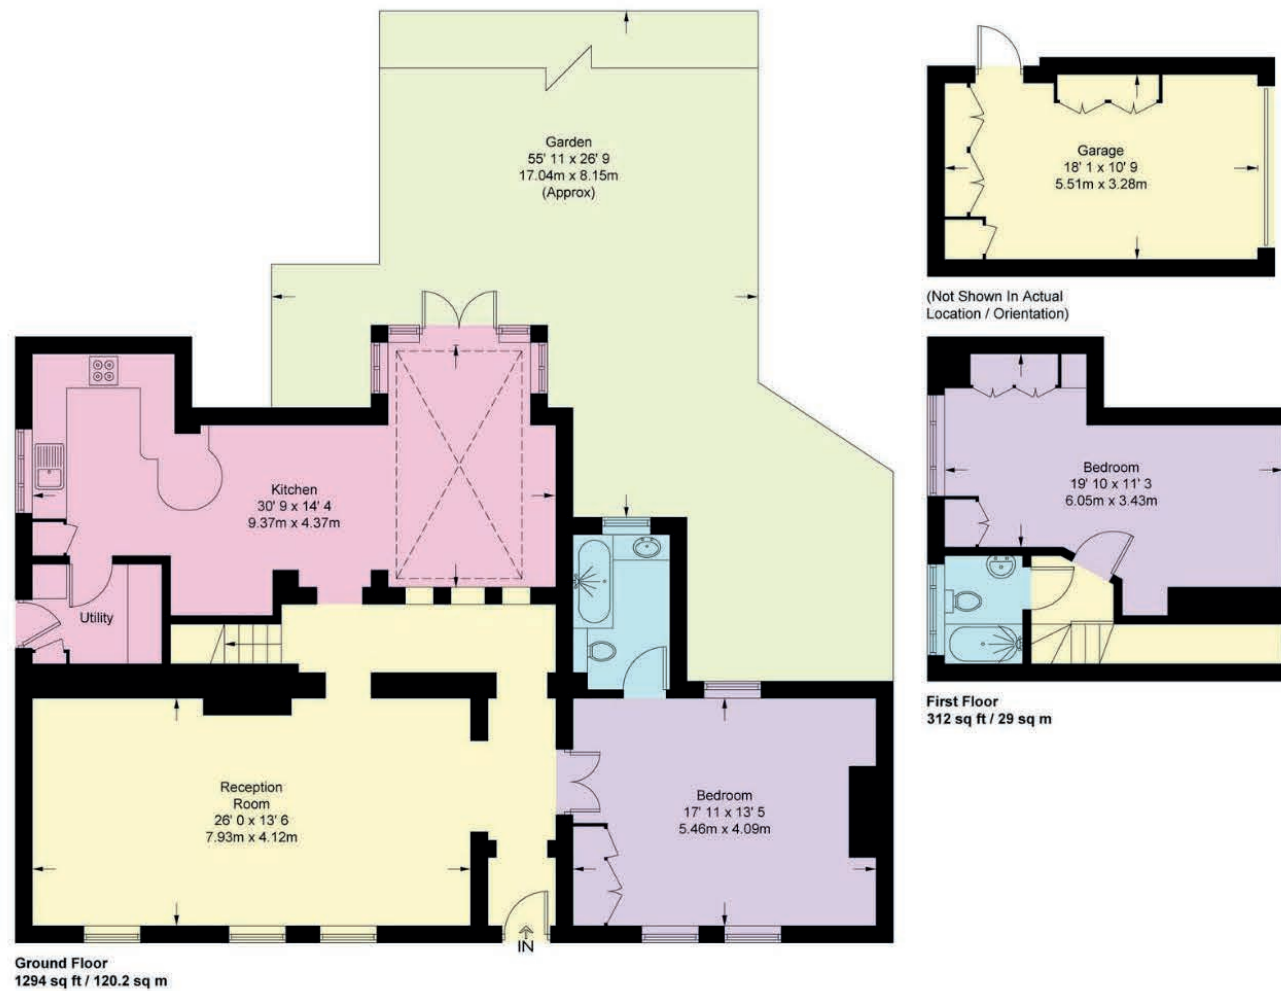 Garden
55' 11 x 26' 9
17.04m x 8.15m
(Approx)
Garage
18' 1 x 10' 9
5.51m x 3.28m
(Not Shown In Actual
Location / Orientation)
Kitchen
30' 9 x 14' 4
9.37m x 4.37m
Utility
Bedroom
19' 10 x 11' 3
6.05m x 3.43m
First Floor
312 sq ft / 29 sq m
Reception
Room
26' 0 x 13' 6
7.93m x 4.12m
Bedroom
17' 11 x 13' 5
5.46m x 4.09m
IN
Ground Floor
1294 sq ft / 120.2 sq m